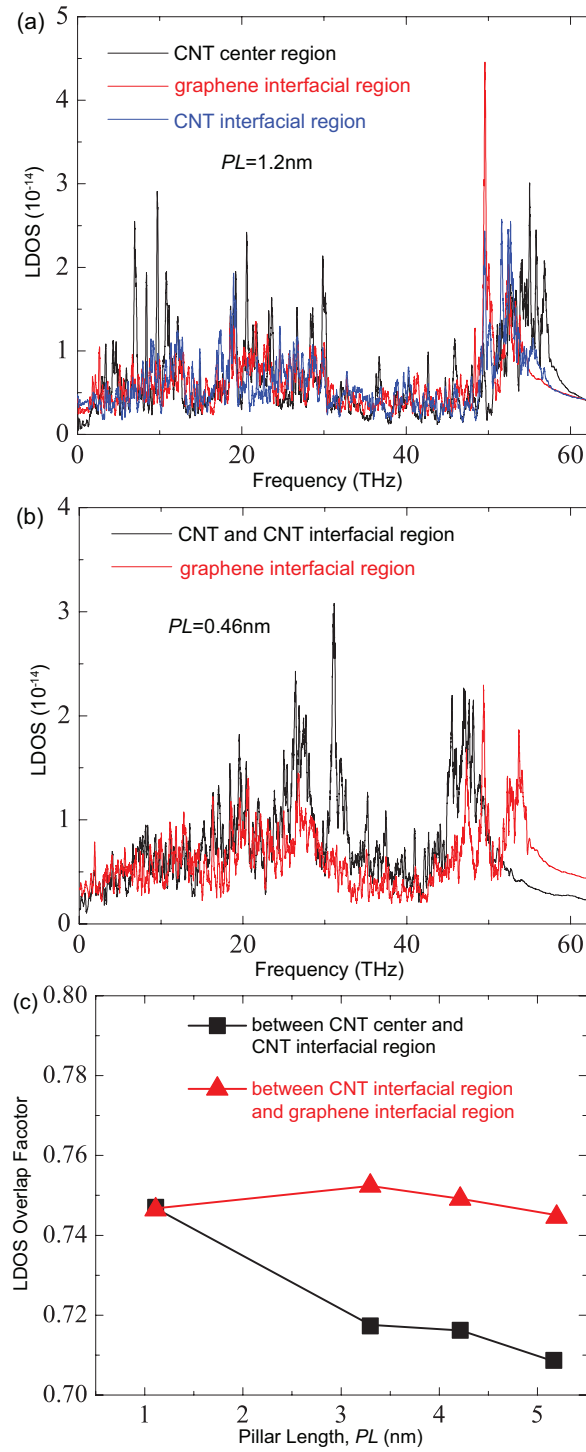 (a)
CNT center region
graphene interfacial region
CNT interfacial region
PL=1.2nm
LDOS (10⁻¹⁴)
5
4
3
2
1
0
0 20 40 60
Frequency (THz)
(b)
CNT and CNT interfacial region
graphene interfacial region
PL=0.46nm
LDOS (10⁻¹⁴)
4
3
2
1
0
0 20 40 60
Frequency (THz)
(c)
between CNT center and
CNT interfacial region
between CNT interfacial region
and graphene interfacial region
LDOS Overlap Facotor
0.80
0.78
0.76
0.74
0.72
0.70
1 2 3 4 5
Pillar Length, PL (nm)